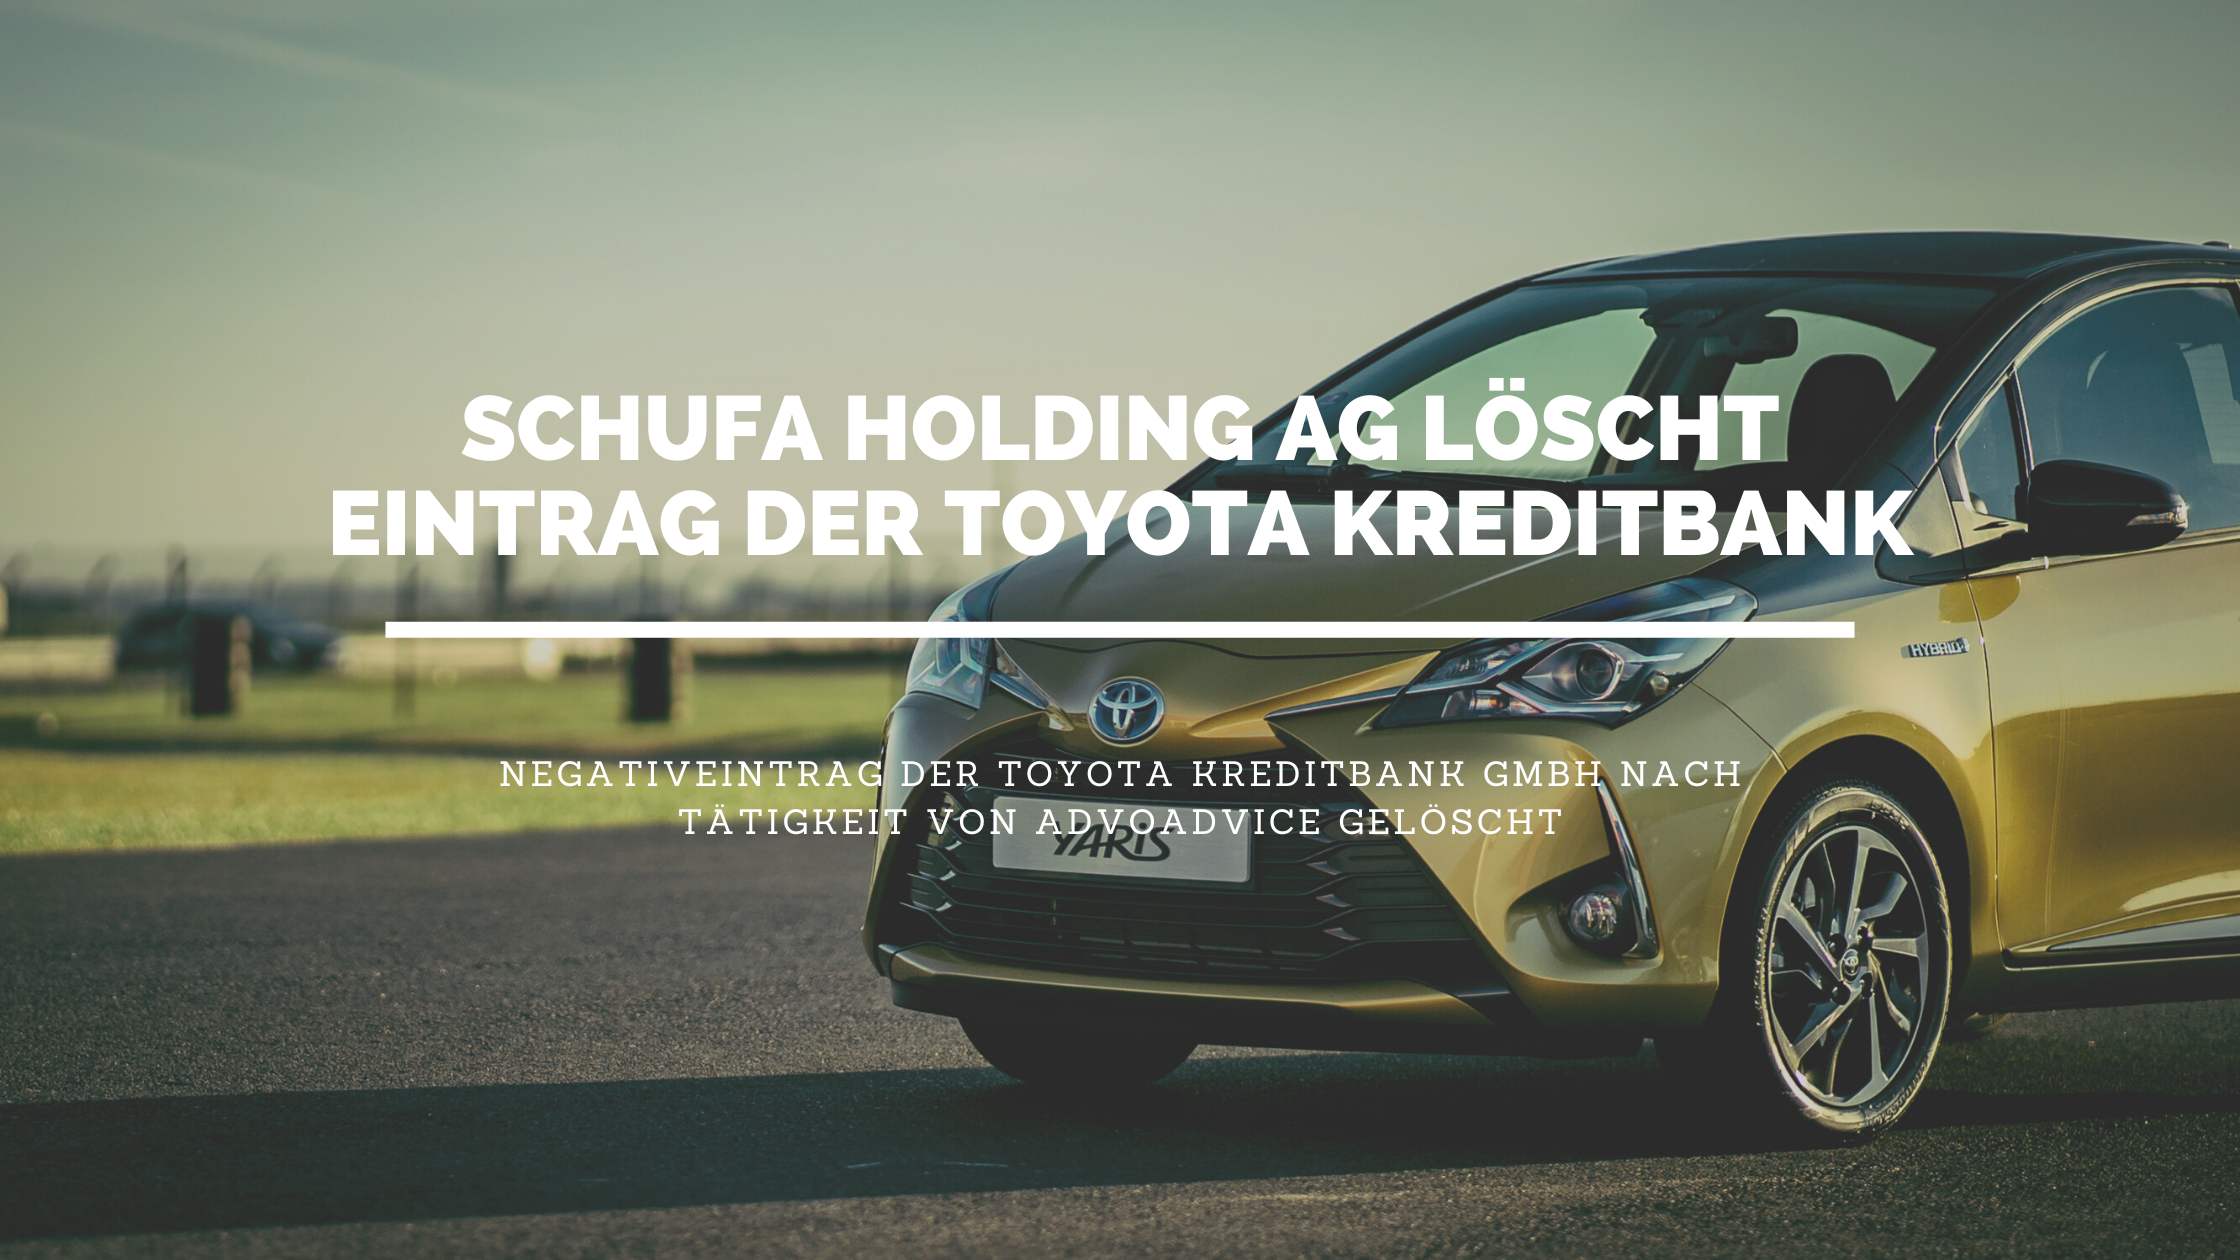 SCHUFA HOLDING AG LÖSCHT
EINTRAG DER TOYOTA KREDITBANK
HYBRID
NEGATIVEINTRAG DER TOYOTA KREDITBANK GMBH NACH
TÄTIGKEIT VON ADVOADVICE GELÖSCHT
YARiS